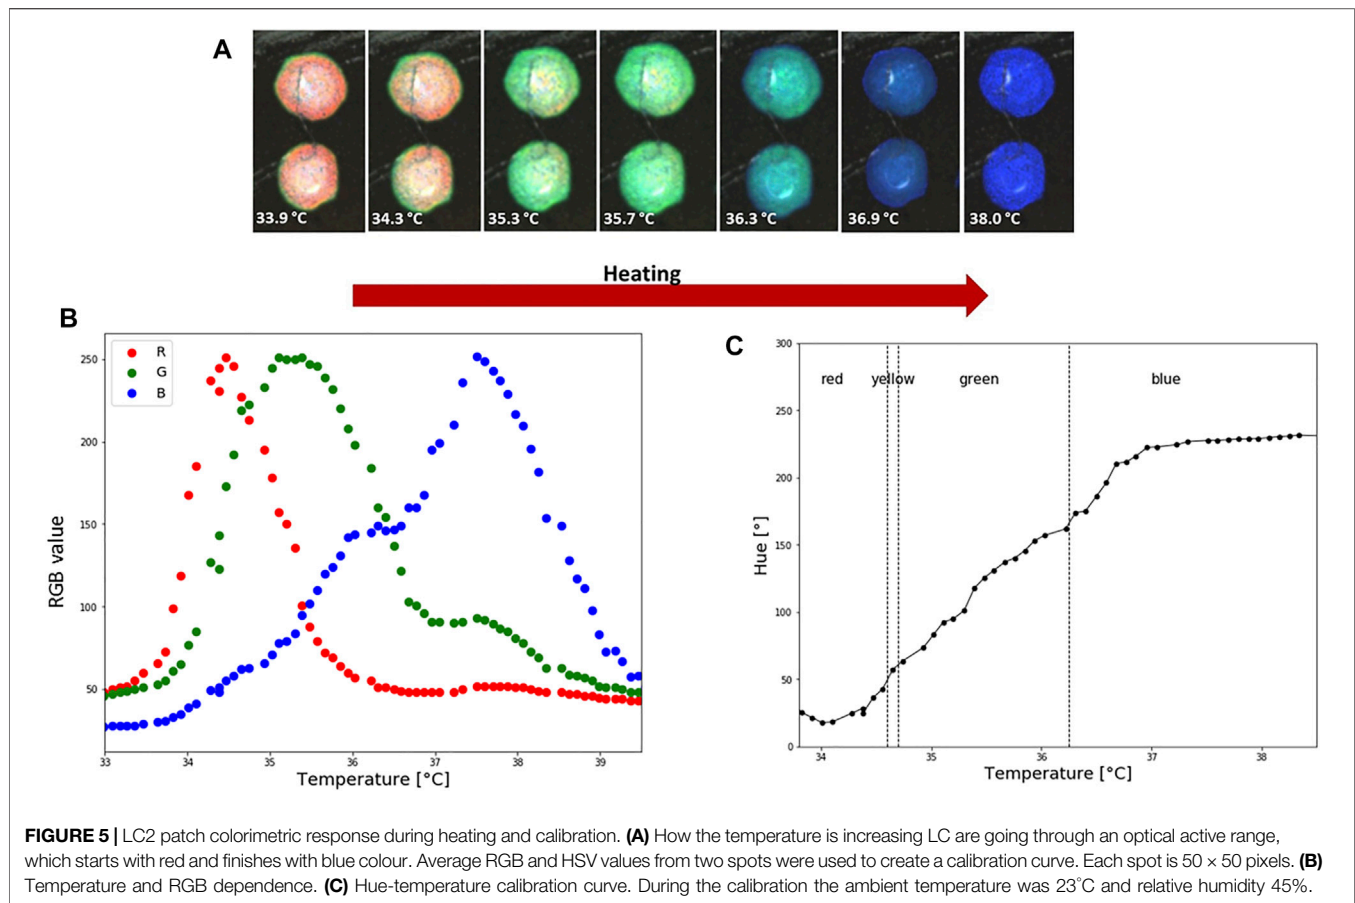 A
33.9 °C
34.3 °C
35.3 °C
35.7 °C
36.3 °C
36.9 °C
38.0 °C
Heating
B
R
G
B
250
200
150
100
50
RGB value
33
34
35
36
37
38
39
Temperature [°C]
C
red
yellow
green
blue
300
250
200
150
100
50
0
Hue [°]
34
35
36
37
38
Temperature [°C]
FIGURE 5 | LC2 patch colorimetric response during heating and calibration. (A) How the temperature is increasing LC are going through an optical active range,
which starts with red and finishes with blue colour. Average RGB and HSV values from two spots were used to create a calibration curve. Each spot is 50 × 50 pixels. (B)
Temperature and RGB dependence. (C) Hue-temperature calibration curve. During the calibration the ambient temperature was 23°C and relative humidity 45%.